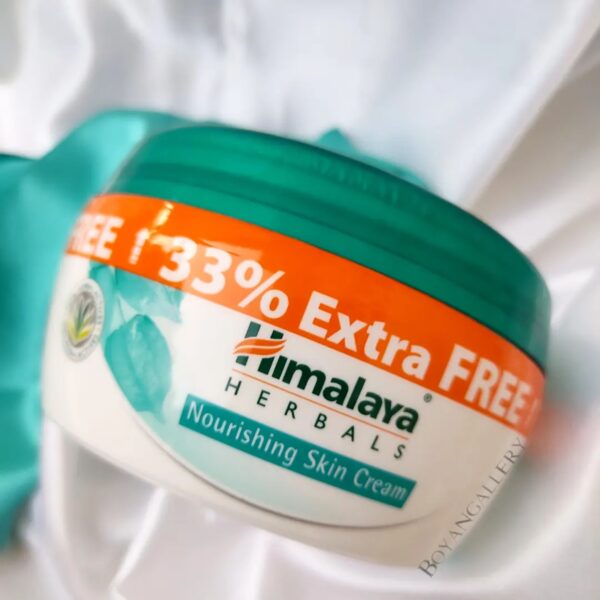 FREE ! 33% Extra FREE
Himalaya®
HERBALS
Nourishing Skin Cream
BOYANGALLERY